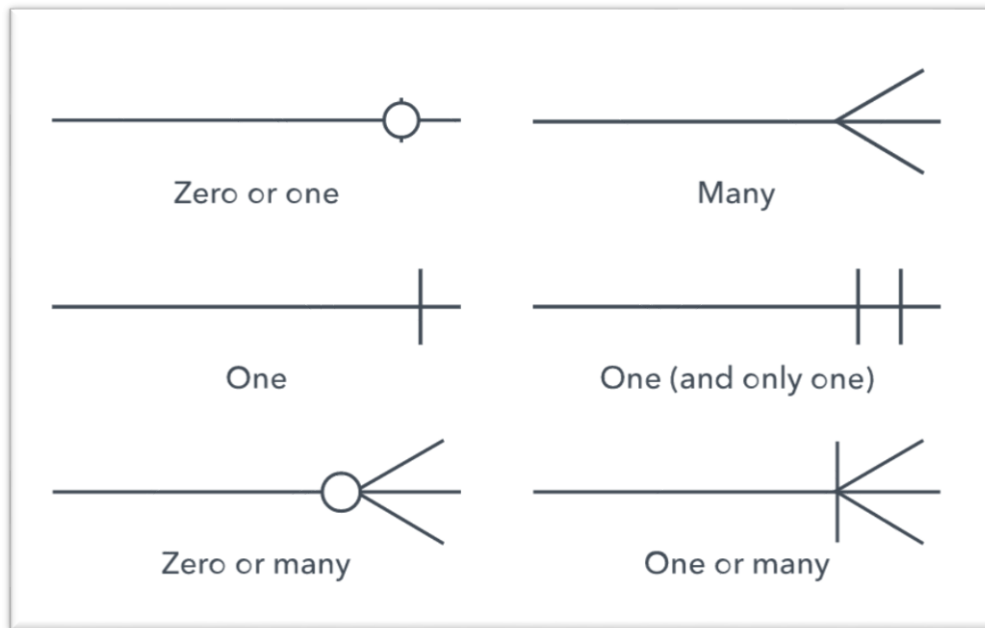 Zero or one
Many
One
One (and only one)
Zero or many
One or many